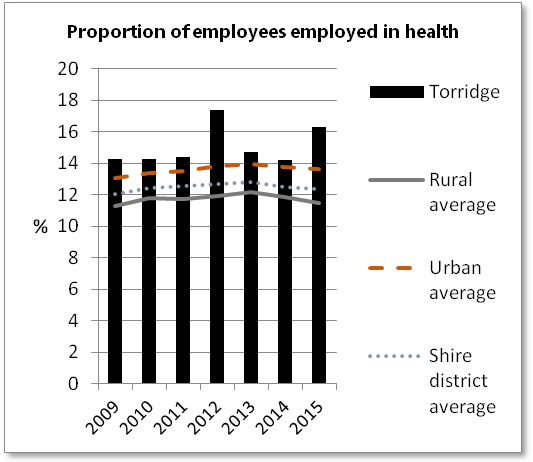 Proportion of employees employed in health
20
18
16
14
12
10
8
6
4
2
0
%
2009
2010
2011
2012
2013
2014
2015
Torridge
Rural
average
Urban
average
Shire
district
average